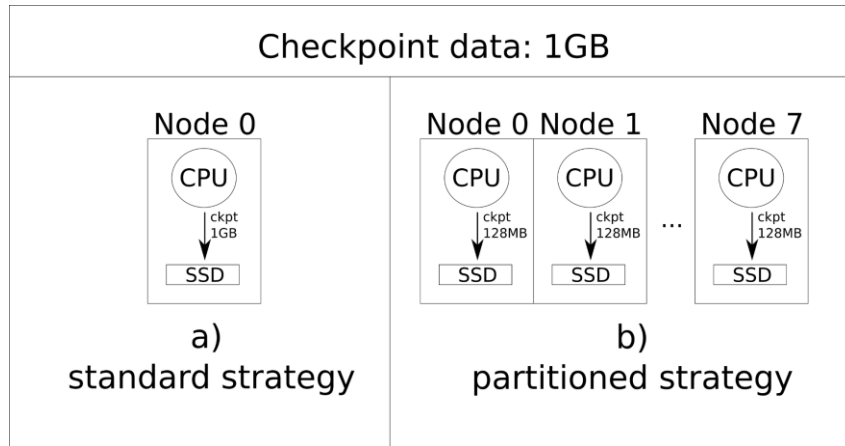 Checkpoint data: 1GB
Node 0
CPU
ckpt
1GB
SSD
a)
standard strategy
Node 0 Node 1 Node 7
CPU CPU CPU
ckpt ckpt ckpt
128MB 128MB ... 128MB
SSD SSD SSD
b)
partitioned strategy